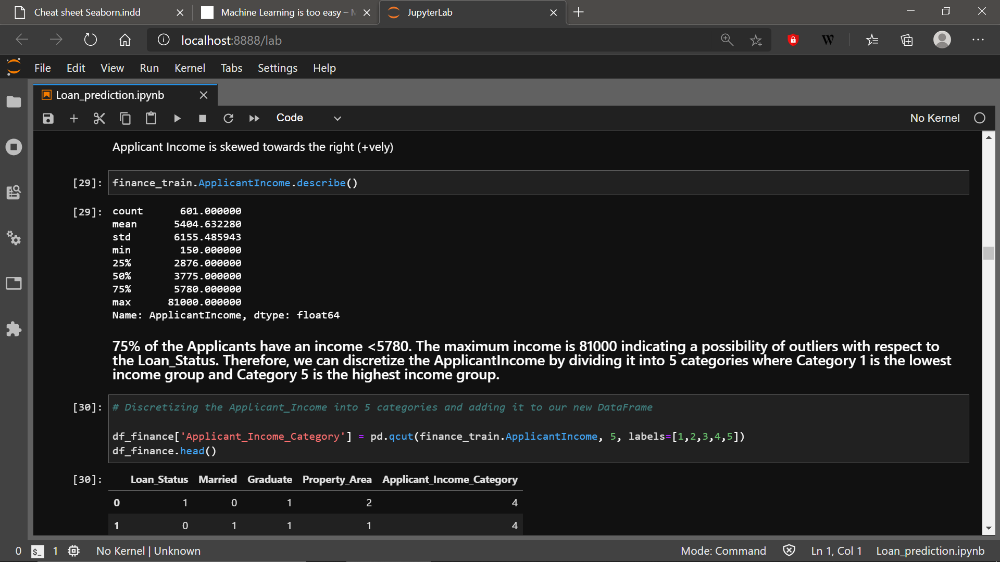 Cheat sheet Seaborn.indd
Machine Learning is too easy –
JupyterLab
localhost:8888/lab
W
File Edit View Run Kernel Tabs Settings Help
Loan_prediction.ipynb
Code
No Kernel
Applicant Income is skewed towards the right (+vely)
[29]: finance_train.ApplicantIncome.describe()
[29]: count 601.000000
mean 5404.632280
std 6155.485943
min 150.000000
25% 2876.000000
50% 3775.000000
75% 5780.000000
max 81000.000000
Name: ApplicantIncome, dtype: float64
75% of the Applicants have an income <5780. The maximum income is 81000 indicating a possibility of outliers with respect to
the Loan_Status. Therefore, we can discretize the ApplicantIncome by dividing it into 5 categories where Category 1 is the lowest
income group and Category 5 is the highest income group.
[30]: # Discretizing the Applicant_Income into 5 categories and adding it to our new DataFrame
df_finance['Applicant_Income_Category'] = pd.qcut(finance_train.ApplicantIncome, 5, labels=[1,2,3,4,5])
df_finance.head()
[30]: Loan_Status Married Graduate Property_Area Applicant_Income_Category
0 1 0 1 2 4
1 0 1 1 1 4
0 $_ 1 No Kernel | Unknown Mode: Command Ln 1, Col 1 Loan_prediction.ipynb